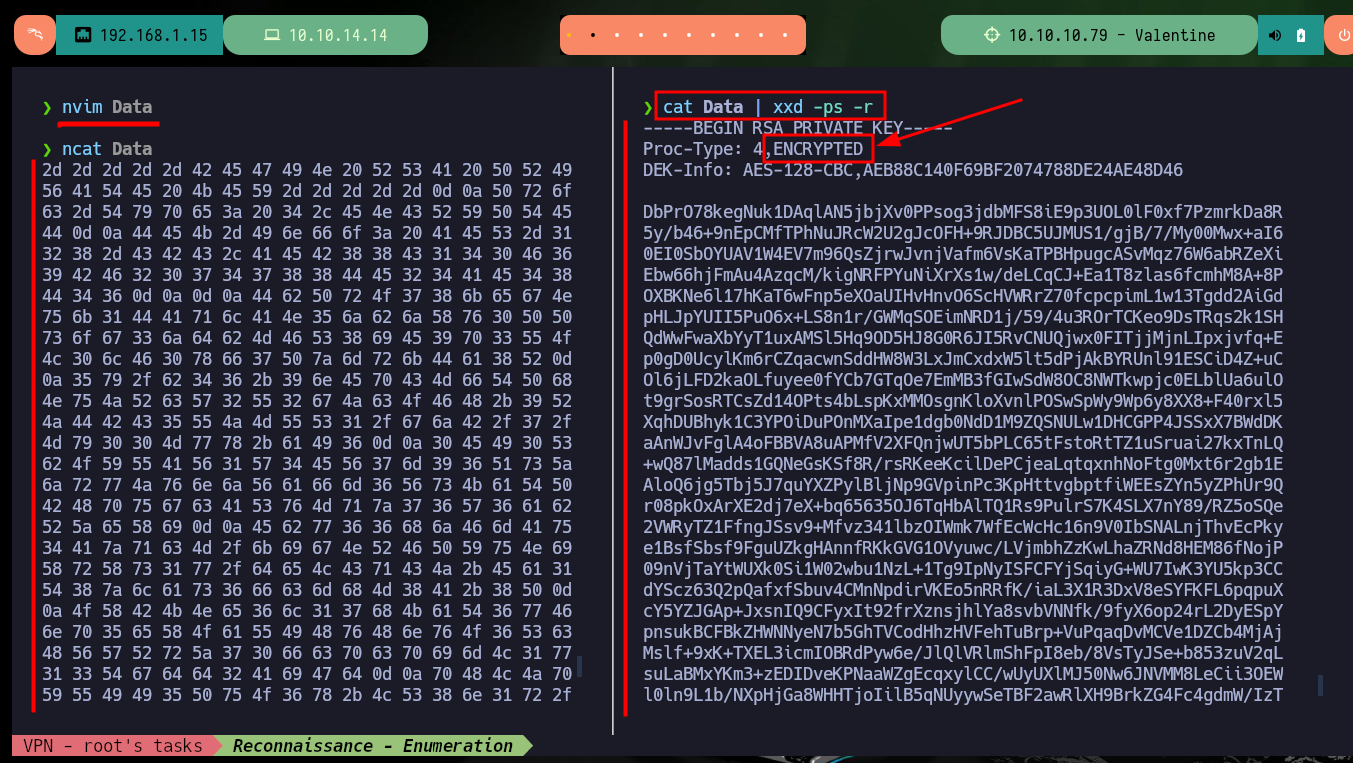 192.168.1.15
10.10.14.14
10.10.10.79 - Valentine
❯ nvim Data
❯ ncat Data
2d 2d 2d 2d 2d 42 45 47 49 4e 20 52 53 41 20 50 52 49
56 41 54 45 20 4b 45 59 2d 2d 2d 2d 2d 0d 0a 50 72 6f
63 2d 54 79 70 65 3a 20 34 2c 45 4e 43 52 59 50 54 45
44 0d 0a 44 45 4b 2d 49 6e 66 6f 3a 20 41 45 53 2d 31
32 38 2d 43 42 43 2c 41 45 42 38 38 43 31 34 30 46 36
39 42 46 32 30 37 34 37 38 38 44 45 32 34 41 45 34 38
44 34 36 0d 0a 0d 0a 44 62 50 72 4f 37 38 6b 65 67 4e
75 6b 31 44 41 71 6c 41 4e 35 6a 62 6a 58 76 30 50 50
73 6f 67 33 6a 64 62 4d 46 53 38 69 45 39 70 33 55 4f
4c 30 6c 46 30 78 66 37 50 7a 6d 72 6b 44 61 38 52 0d
0a 35 79 2f 62 34 36 2b 39 6e 45 70 43 4d 66 54 50 68
4e 75 4a 52 63 57 32 55 32 67 4a 63 4f 46 48 2b 39 52
4a 44 42 43 35 55 4a 4d 55 53 31 2f 67 6a 42 2f 37 2f
4d 79 30 30 4d 77 78 2b 61 49 36 0d 0a 30 45 49 30 53
62 4f 59 55 41 56 31 57 34 45 56 37 6d 39 36 51 73 5a
6a 72 77 4a 76 6e 6a 56 61 66 6d 36 56 73 4b 61 54 50
42 48 70 75 67 63 41 53 76 4d 71 7a 37 36 57 36 61 62
52 5a 65 58 69 0d 0a 45 62 77 36 36 68 6a 46 6d 41 75
34 41 7a 71 63 4d 2f 6b 69 67 4e 52 46 50 59 75 4e 69
58 72 58 73 31 77 2f 64 65 4c 43 71 43 4a 2b 45 61 31
54 38 7a 6c 61 73 36 66 63 6d 68 4d 38 41 2b 38 50 0d
0a 4f 58 42 4b 4e 65 36 6c 31 37 68 4b 61 54 36 77 46
6e 70 35 65 58 4f 61 55 49 48 76 48 6e 76 4f 36 53 63
48 56 57 52 72 5a 37 30 66 63 70 63 70 69 6d 4c 31 77
31 33 54 67 64 64 32 41 69 47 64 0d 0a 70 48 4c 4a 70
59 55 49 49 35 50 75 4f 36 78 2b 4c 53 38 6e 31 72 2f
❯ cat Data | xxd -ps -r
-----BEGIN RSA PRIVATE KEY-----
Proc-Type: 4,ENCRYPTED
DEK-Info: AES-128-CBC,AEB88C140F69BF2074788DE24AE48D46
DbPrO78kegNuk1DAqlAN5jbjXv0PPsog3jdbMFS8iE9p3UOL0lF0xf7PzmrkDa8R
5y/b46+9nEpCMfTPhNuJRcW2U2gJcOFH+9RJDBC5UJMUS1/gjB/7/My00Mwx+aI6
0EI0SbOYUAV1W4EV7m96QsZjrwJvnjVafm6VsKaTPBHpugcASvMqz76W6abRZeXi
Ebw66hjFmAu4AzqcM/kigNRFPYuNiXrXs1w/deLCqCJ+Ea1T8zlas6fcmhM8A+8P
OXBKNe6l17hKaT6wFnp5eXOaUIHvHnvO6ScHVWRrZ70fcpcpimL1w13Tgdd2AiGd
pHLJpYUII5PuO6x+LS8n1r/GWMqSOEimNRD1j/59/4u3ROrTCKeo9DsTRqs2k1SH
QdWwFwaXbYyT1uxAMSl5Hq9OD5HJ8G0R6JI5RvCNUQjwx0FITjjMjnLIpxjvfq+E
p0gD0UcylKm6rCZqacwnSddHW8W3LxJmCxdxW5lt5dPjAkBYRUnl91ESCiD4Z+uC
Ol6jLFD2kaOLfuyee0fYCb7GTqOe7EmMB3fGIwSdW8OC8NWTkwpjc0ELblUa6ulO
t9grSosRTCsZd14OPts4bLspKxMMOsgnKloXvnlPOSwSpWy9Wp6y8XX8+F40rxl5
XqhDUBhyk1C3YPOiDuPOnMXaIpe1dgb0NdD1M9ZQSNULw1DHCGPP4JSSxX7BWdDK
aAnWJvFglA4oFBBVA8uAPMfV2XFQnjwUT5bPLC65tFstoRtTZ1uSruai27kxTnLQ
+wQ87lMadds1GQNeGsKSf8R/rsRKeeKcilDePCjeaLqtqxnhNoFtg0Mxt6r2gb1E
AloQ6jg5Tbj5J7quYXZPylBljNp9GVpinPc3KpHttvgbptfiWEEsZYn5yZPhUr9Q
r08pkOxArXE2dj7eX+bq65635OJ6TqHbAlTQ1Rs9PulrS7K4SLX7nY89/RZ5oSQe
2VWRyTZ1FfngJSsv9+Mfvz341lbzOIWmk7WfEcWcHc16n9V0IbSNALnjThvEcPky
e1BsfSbsf9FguUZkgHAnnfRKkGVG1OVyuwc/LVjmbhZzKwLhaZRNd8HEM86fNojP
09nVjTaYtWUXk0Si1W02wbu1NzL+1Tg9IpNyISFCFYjSqiyG+WU7IwK3YU5kp3CC
dYScz63Q2pQafxfSbuv4CMnNpdirVKEo5nRRfK/iaL3X1R3DxV8eSYFKFL6pqpuX
cY5YZJGAp+JxsnIQ9CFyxIt92frXznsjhlYa8svbVNNfk/9fyX6op24rL2DyESpY
pnsukBCFBkZHWNNyeN7b5GhTVCodHhzHVFehTuBrp+VuPqaqDvMCVe1DZCb4MjAj
Mslf+9xK+TXEL3icmIOBRdPyw6e/JlQlVRlmShFpI8eb/8VsTyJSe+b853zuV2qL
suLaBMxYKm3+zEDIDveKPNaaWZgEcqxylCC/wUyUXlMJ50Nw6JNVMM8LeCii3OEW
l0ln9L1b/NXpHjGa8WHHTjoIilB5qNUyywSeTBF2awRlXH9BrkZG4Fc4gdmW/IzT
VPN - root's tasks
Reconnaissance - Enumeration